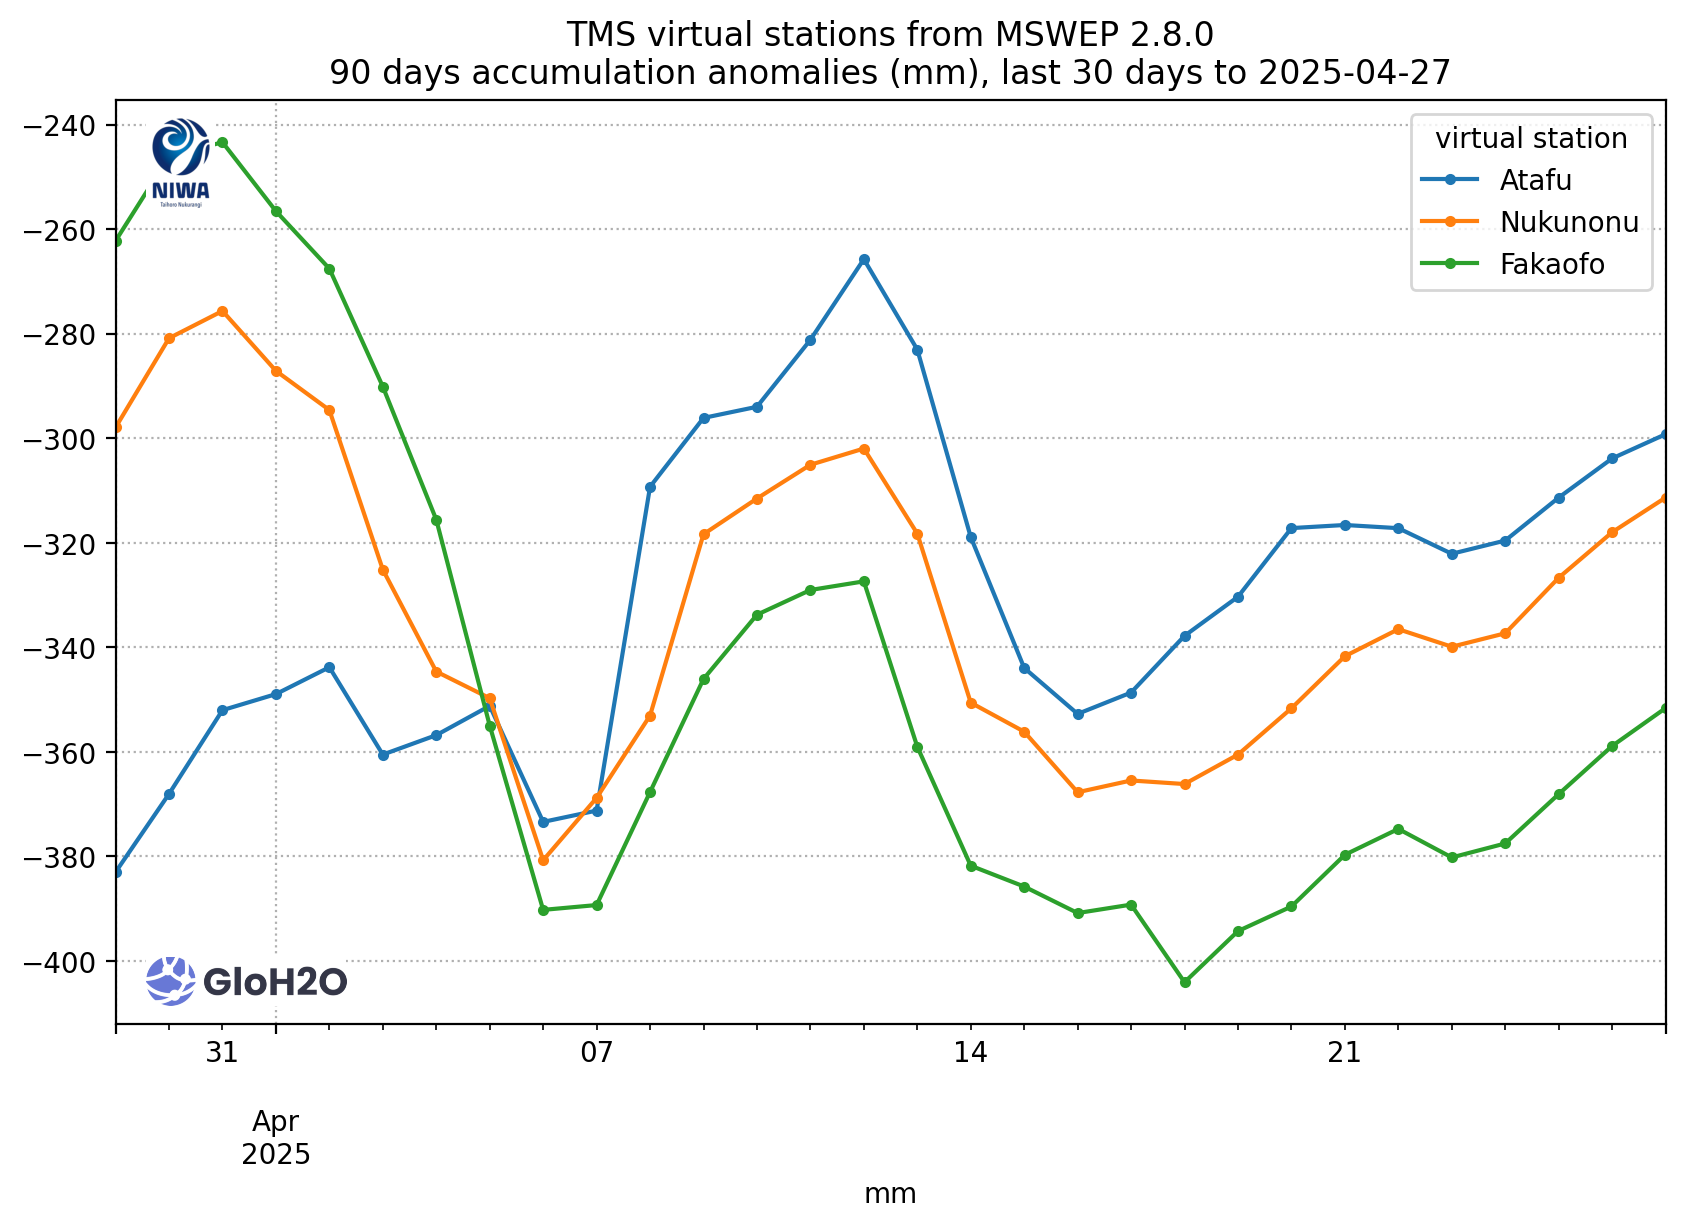 TMS virtual stations from MSWEP 2.8.0
90 days accumulation anomalies (mm), last 30 days to 2025-04-27
−240
−260
−280
−300
−320
−340
−360
−380
−400
NIWA
Taihoro Nukurangi
virtual station
Atafu
Nukunonu
Fakaofo
GloH2O
31
07
14
21
Apr
2025
mm